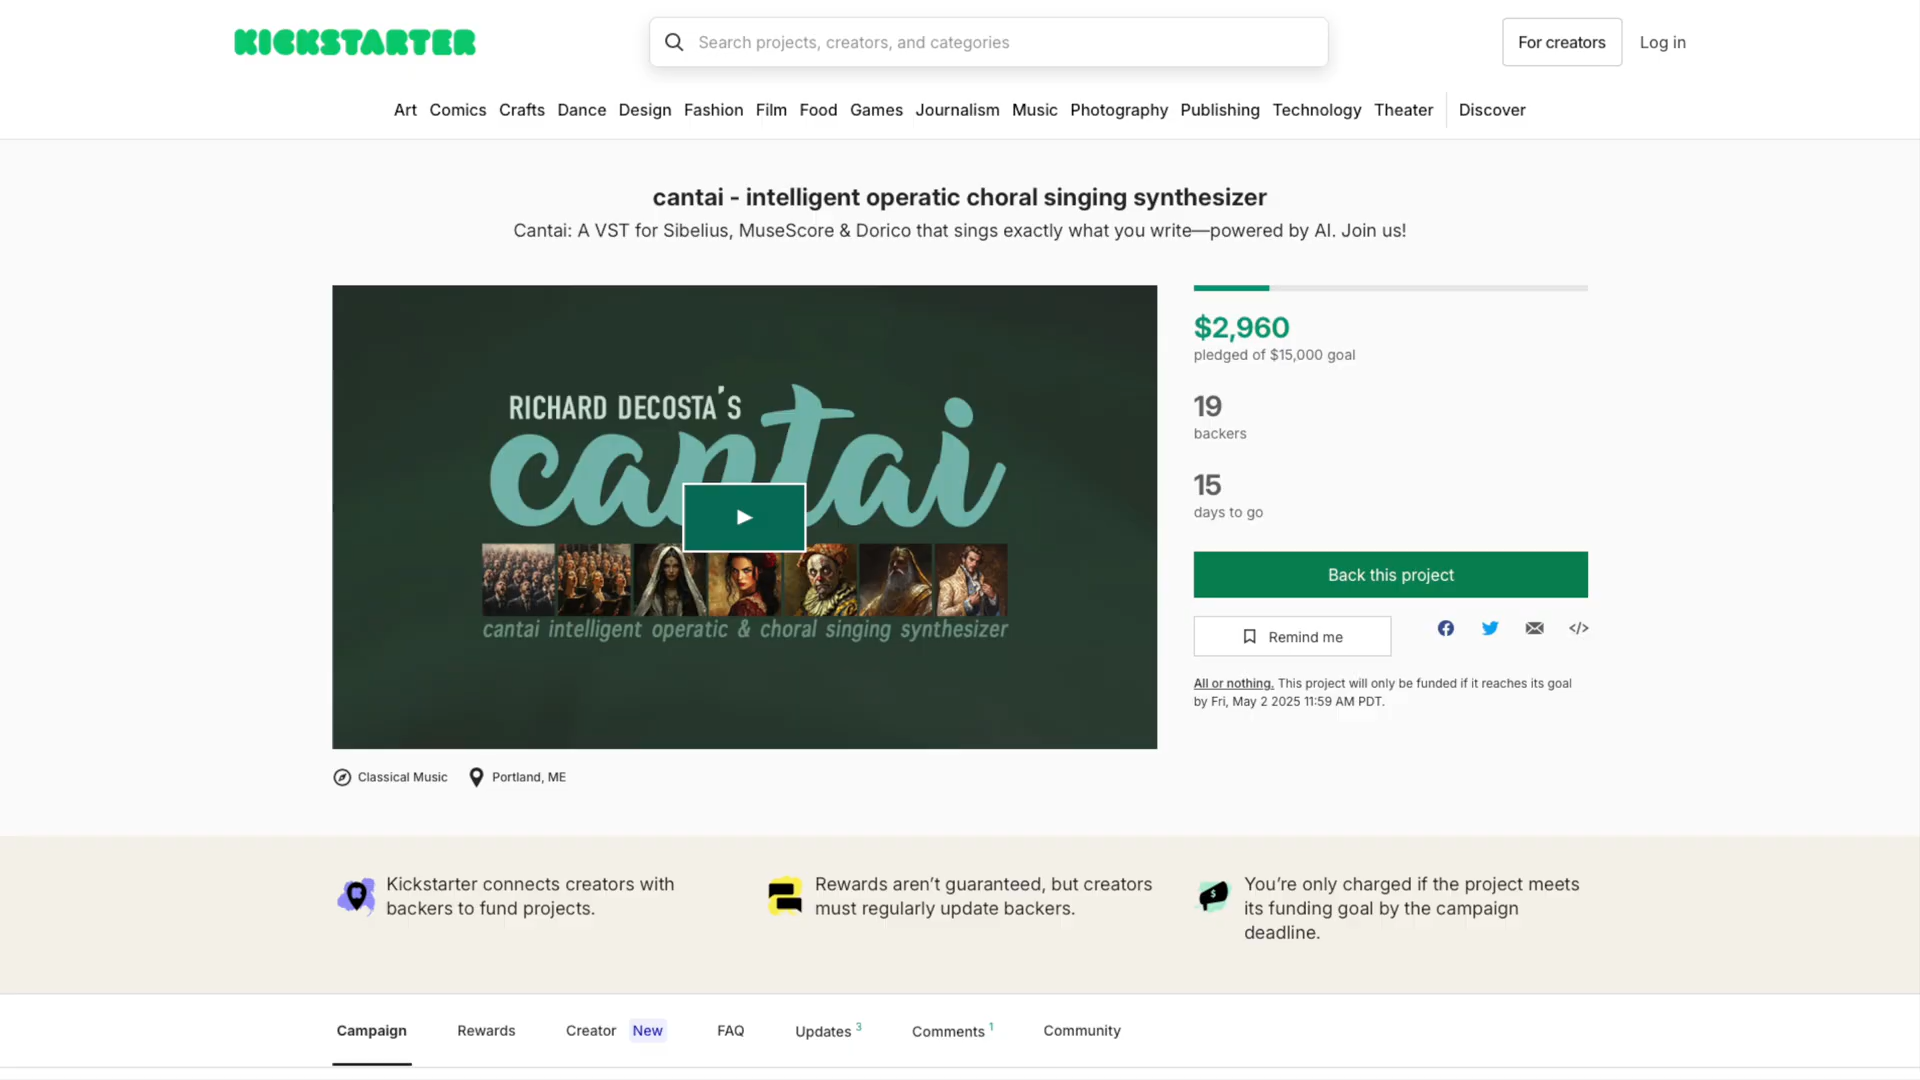 KICKSTARTER
Search projects, creators, and categories
For creators
Log in
Art Comics Crafts Dance Design Fashion Film Food Games Journalism Music Photography Publishing Technology Theater Discover
cantai - intelligent operatic choral singing synthesizer
Cantai: A VST for Sibelius, MuseScore & Dorico that sings exactly what you write—powered by AI. Join us!
RICHARD DECOSTA'S
cantai
cantai intelligent operatic & choral singing synthesizer
$2,960
pledged of $15,000 goal
19
backers
15
days to go
Back this project
Remind me
All or nothing. This project will only be funded if it reaches its goal
by Fri, May 2 2025 11:59 AM PDT.
Classical Music
Portland, ME
Kickstarter connects creators with
backers to fund projects.
Rewards aren’t guaranteed, but creators
must regularly update backers.
You’re only charged if the project meets
its funding goal by the campaign
deadline.
Campaign
Rewards
Creator New
FAQ
Updates 3
Comments 1
Community